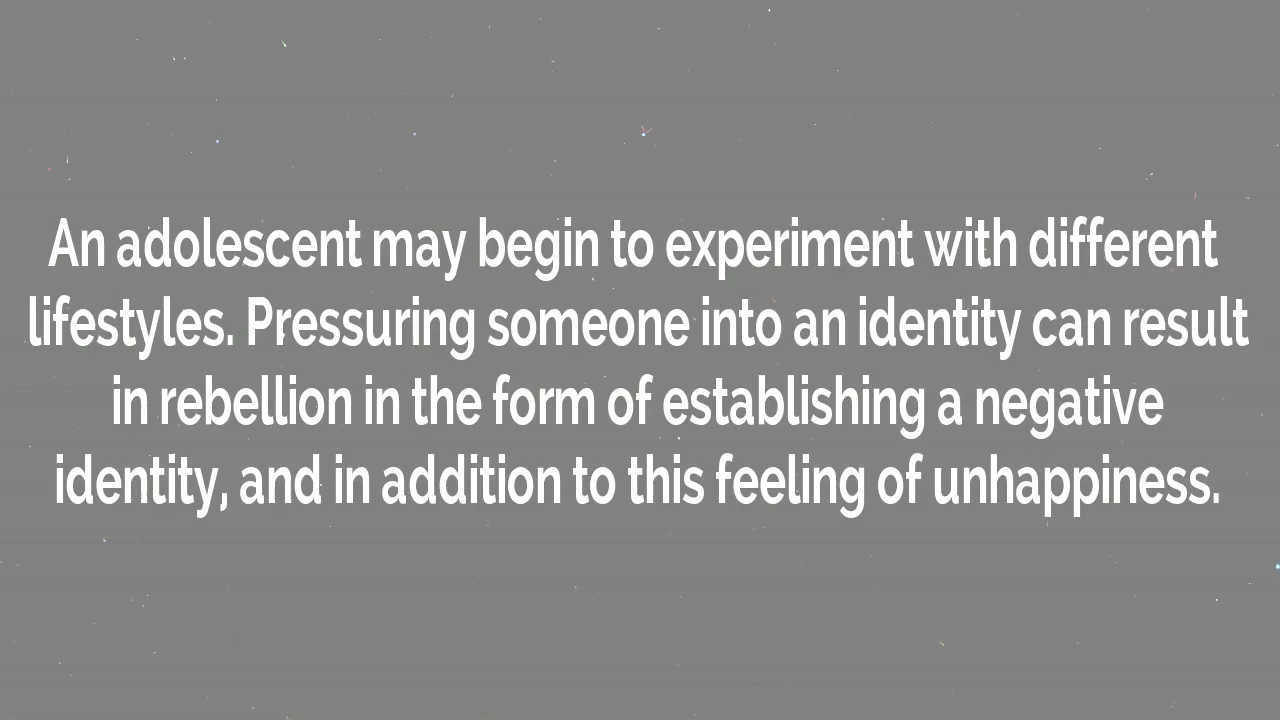 An adolescent may begin to experiment with different
lifestyles. Pressuring someone into an identity can result
in rebellion in the form of establishing a negative
identity, and in addition to this feeling of unhappiness.